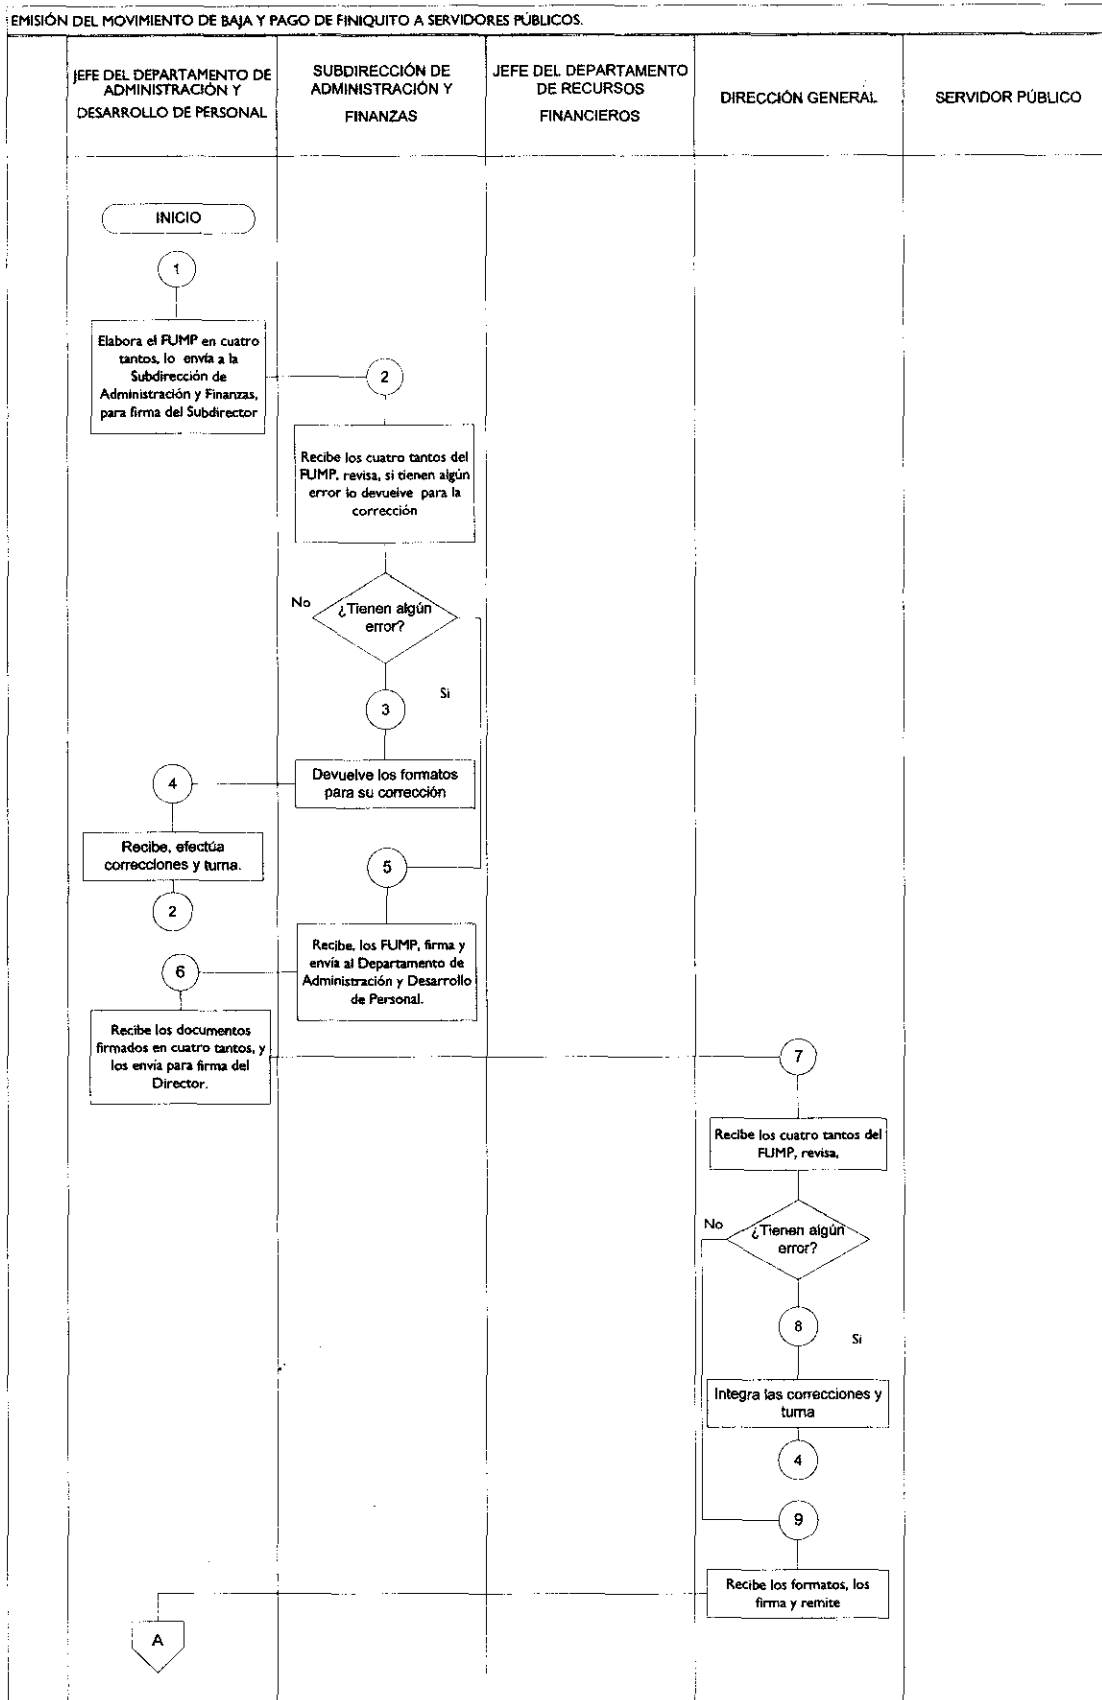 EMISIÓN DEL MOVIMIENTO DE BAJA Y PAGO DE FINIQUITO A SERVIDORES PÚBLICOS.
JEFE DEL DEPARTAMENTO DE
ADMINISTRACIÓN Y
DESARROLLO DE PERSONAL
SUBDIRECCIÓN DE
ADMINISTRACIÓN Y
FINANZAS
JEFE DEL DEPARTAMENTO
DE RECURSOS
FINANCIEROS
DIRECCIÓN GENERAL
SERVIDOR PÚBLICO
INICIO
1
Elabora el FUMP en cuatro
tantos, lo envía a la
Subdirección de
Administración y Finanzas,
para firma del Subdirector
2
Recibe los cuatro tantos del
FUMP, revisa, si tienen algún
error lo devuelve para la
corrección
No
¿Tienen algún
error?
Si
3
Devuelve los formatos
para su corrección
4
Recibe, efectúa
correcciones y turna.
2
5
Recibe, los FUMP, firma y
envía al Departamento de
Administración y Desarrollo
de Personal.
6
Recibe los documentos
firmados en cuatro tantos, y
los envía para firma del
Director.
7
Recibe los cuatro tantos del
FUMP, revisa,
No
¿Tienen algún
error?
8
Si
Integra las correcciones y
turna
4
9
Recibe los formatos, los
firma y remite
A